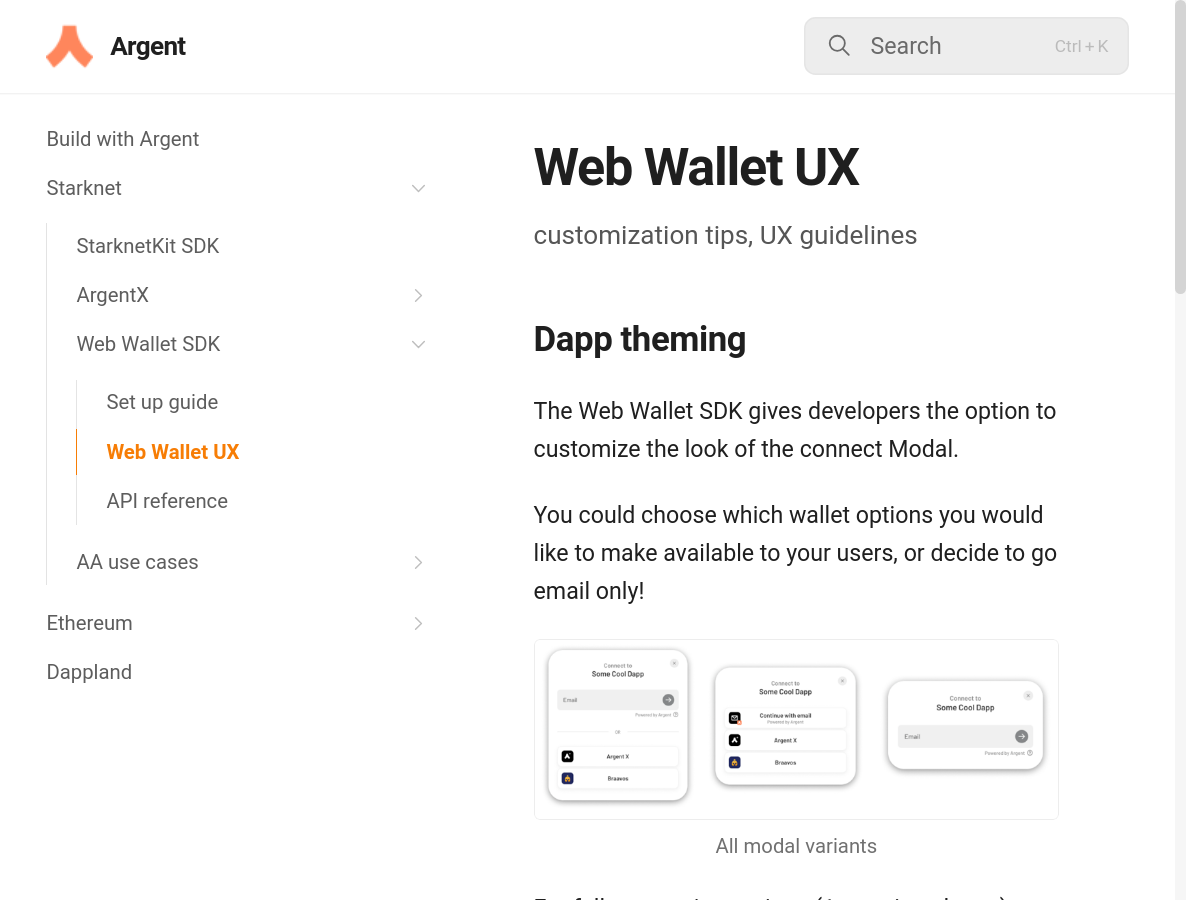 Argent
Search
Ctrl + K
Build with Argent
Starknet
StarknetKit SDK
ArgentX
Web Wallet SDK
Set up guide
Web Wallet UX
API reference
AA use cases
Ethereum
Dappland
Web Wallet UX
customization tips, UX guidelines
Dapp theming
The Web Wallet SDK gives developers the option to
customize the look of the connect Modal.
You could choose which wallet options you would
like to make available to your users, or decide to go
email only!
Connect to
Some Cool Dapp
Email
Powered by Argent
OR
Argent X
Braavos
Connect to
Some Cool Dapp
Continue with email
Powered by Argent
Argent X
Braavos
Connect to
Some Cool Dapp
Email
Powered by Argent
All modal variants